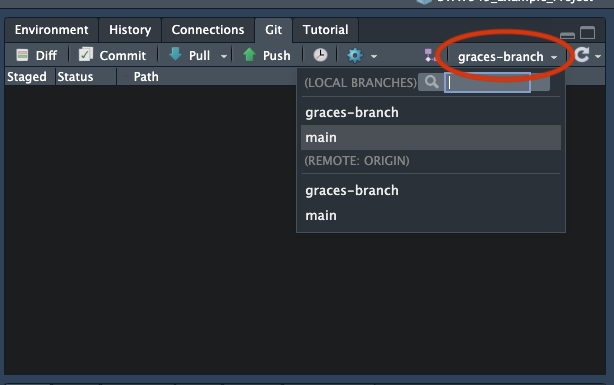 Environment History Connections Git Tutorial
Diff Commit Pull Push graces-branch
Staged Status Path
(LOCAL BRANCHES)
graces-branch
main
(REMOTE: ORIGIN)
graces-branch
main